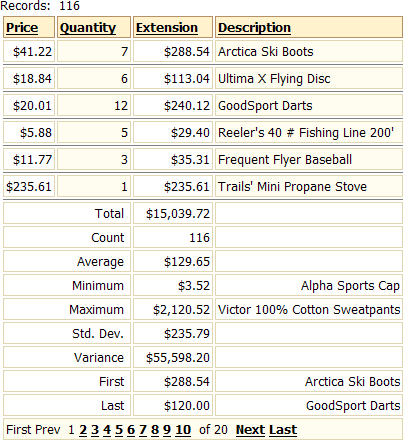 Records: 116
Price Quantity Extension Description
$41.22 7 $288.54 Arctica Ski Boots
$18.84 6 $113.04 Ultima X Flying Disc
$20.01 12 $240.12 GoodSport Darts
$5.88 5 $29.40 Reeler's 40 # Fishing Line 200'
$11.77 3 $35.31 Frequent Flyer Baseball
$235.61 1 $235.61 Trails' Mini Propane Stove
Total $15,039.72
Count 116
Average $129.65
Minimum $3.52 Alpha Sports Cap
Maximum $2,120.52 Victor 100% Cotton Sweatpants
Std. Dev. $235.79
Variance $55,598.20
First $288.54 Arctica Ski Boots
Last $120.00 GoodSport Darts
First Prev 1 2 3 4 5 6 7 8 9 10 of 20 Next Last